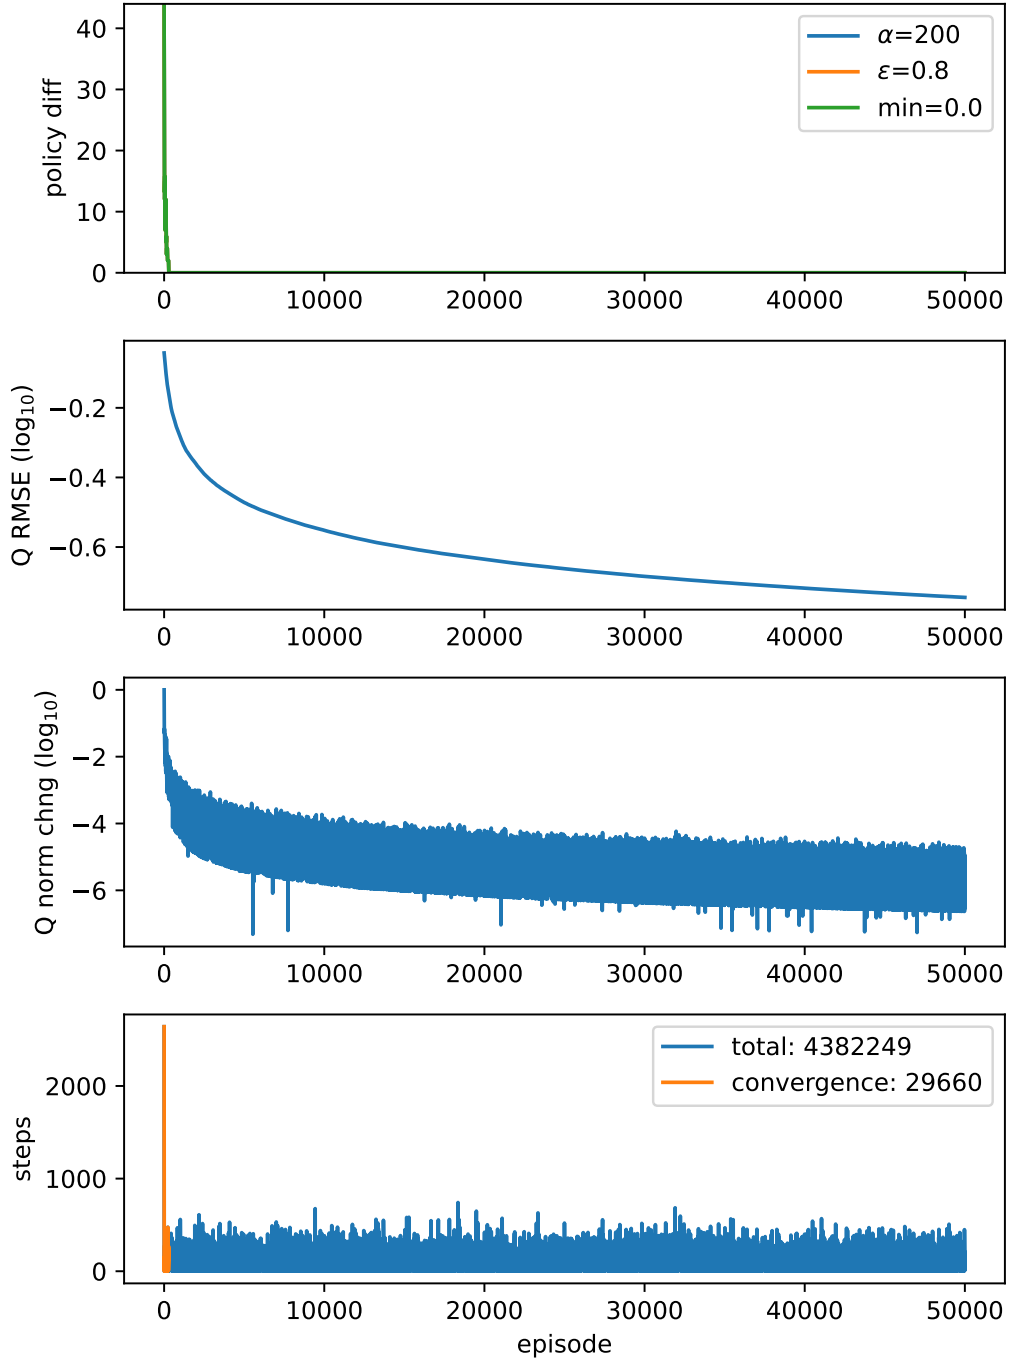 policy diff
40
30
20
10
0
α=200
ε=0.8
min=0.0
0 10000 20000 30000 40000 50000
Q RMSE (log10)
−0.2
−0.4
−0.6
0 10000 20000 30000 40000 50000
Q norm chng (log10)
0
−2
−4
−6
0 10000 20000 30000 40000 50000
steps
2000
1000
0
total: 4382249
convergence: 29660
0 10000 20000 30000 40000 50000
episode